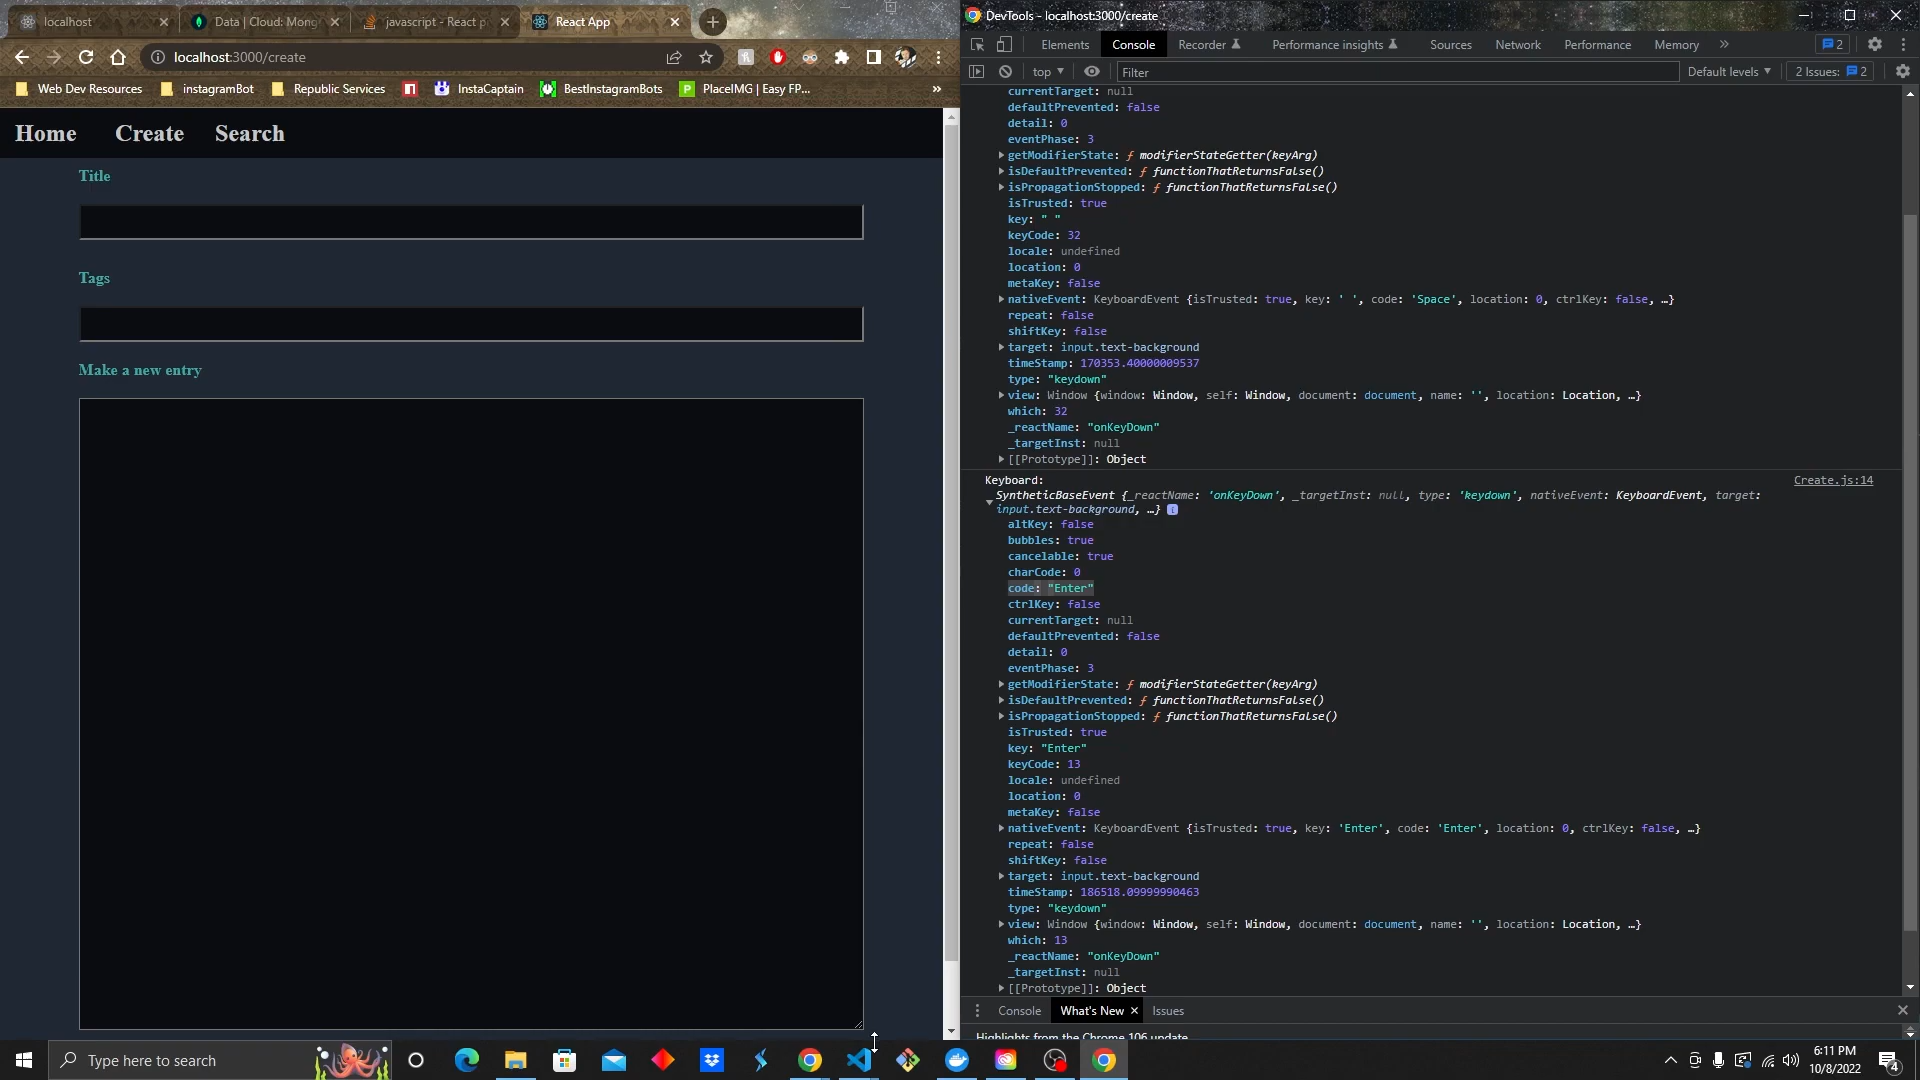 localhost
Data | Cloud: Mong
javascript - React p
React App
localhost:3000/create
Web Dev Resources
instagramBot
Republic Services
InstaCaptain
BestInstagramBots
PlaceIMG | Easy FP...
»
Home
Create
Search
Title
Tags
Make a new entry
DevTools - localhost:3000/create
Elements
Console
Recorder
Performance insights
Sources
Network
Performance
Memory
»
2
top
Filter
Default levels
2 Issues: 2
currentTarget: null
defaultPrevented: false
detail: 0
eventPhase: 3
getModifierState: ƒ modifierStateGetter(keyArg)
isDefaultPrevented: ƒ functionThatReturnsFalse()
isPropagationStopped: ƒ functionThatReturnsFalse()
isTrusted: true
key: " "
keyCode: 32
locale: undefined
location: 0
metaKey: false
nativeEvent: KeyboardEvent {isTrusted: true, key: ' ', code: 'Space', location: 0, ctrlKey: false, …}
repeat: false
shiftKey: false
target: input.text-background
timeStamp: 170353.40000009537
type: "keydown"
view: Window {window: Window, self: Window, document: document, name: '', location: Location, …}
which: 32
_reactName: "onKeyDown"
_targetInst: null
[[Prototype]]: Object
Keyboard:
Create.js:14
SyntheticBaseEvent {_reactName: 'onKeyDown', _targetInst: null, type: 'keydown', nativeEvent: KeyboardEvent, target:
input.text-background, …}
altKey: false
bubbles: true
cancelable: true
charCode: 0
code: "Enter"
ctrlKey: false
currentTarget: null
defaultPrevented: false
detail: 0
eventPhase: 3
getModifierState: ƒ modifierStateGetter(keyArg)
isDefaultPrevented: ƒ functionThatReturnsFalse()
isPropagationStopped: ƒ functionThatReturnsFalse()
isTrusted: true
key: "Enter"
keyCode: 13
locale: undefined
location: 0
metaKey: false
nativeEvent: KeyboardEvent {isTrusted: true, key: 'Enter', code: 'Enter', location: 0, ctrlKey: false, …}
repeat: false
shiftKey: false
target: input.text-background
timeStamp: 186518.09999990463
type: "keydown"
view: Window {window: Window, self: Window, document: document, name: '', location: Location, …}
which: 13
_reactName: "onKeyDown"
_targetInst: null
[[Prototype]]: Object
Console
What's New
Issues
Highlights from the Chrome 106 update
Type here to search
6:11 PM
10/8/2022
4